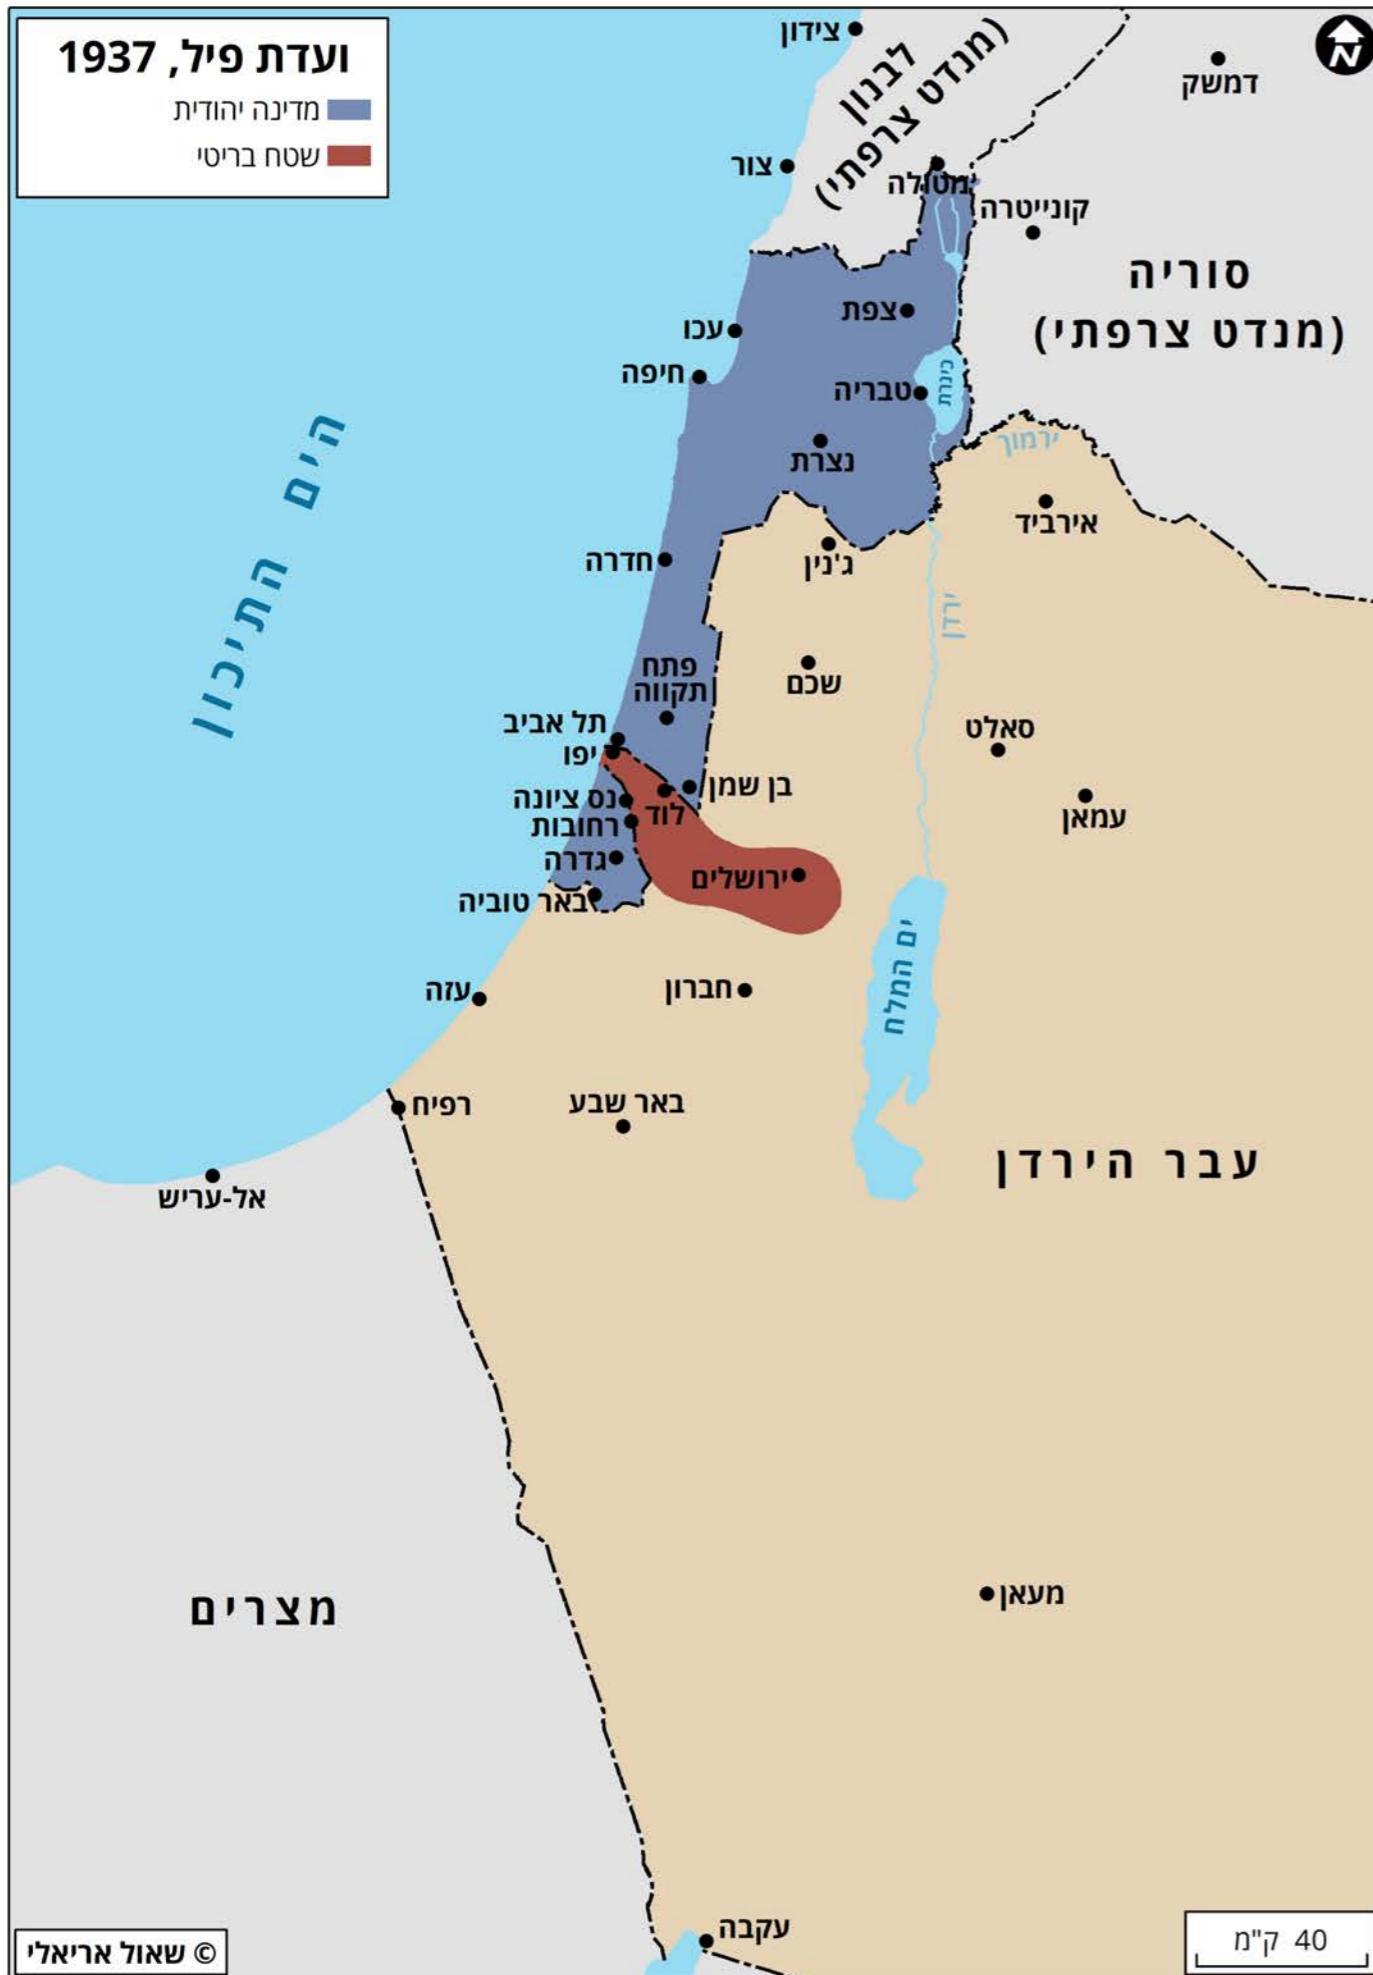 ועדת פיל, 1937
מדינה יהודית
שטח בריטי
N
צידון
לבנון
(מנדט צרפתי)
דמשק
צור
מטולה
קונייטרה
סוריה
(מנדט צרפתי)
צפת
עכו
חיפה
טבריה
כינרת
נצרת
ירמוך
אירביד
הים התיכון
חדרה
ג'נין
ירדן
פתח
תקווה
שכם
תל אביב
יפו
סאלט
בן שמן
נס ציונה
לוד
עמאן
רחובות
גדרה
ירושלים
באר טוביה
ים המלח
עזה
חברון
רפיח
באר שבע
עבר הירדן
אל-עריש
מעאן
מצרים
עקבה
40 ק"מ
© שאול אריאלי